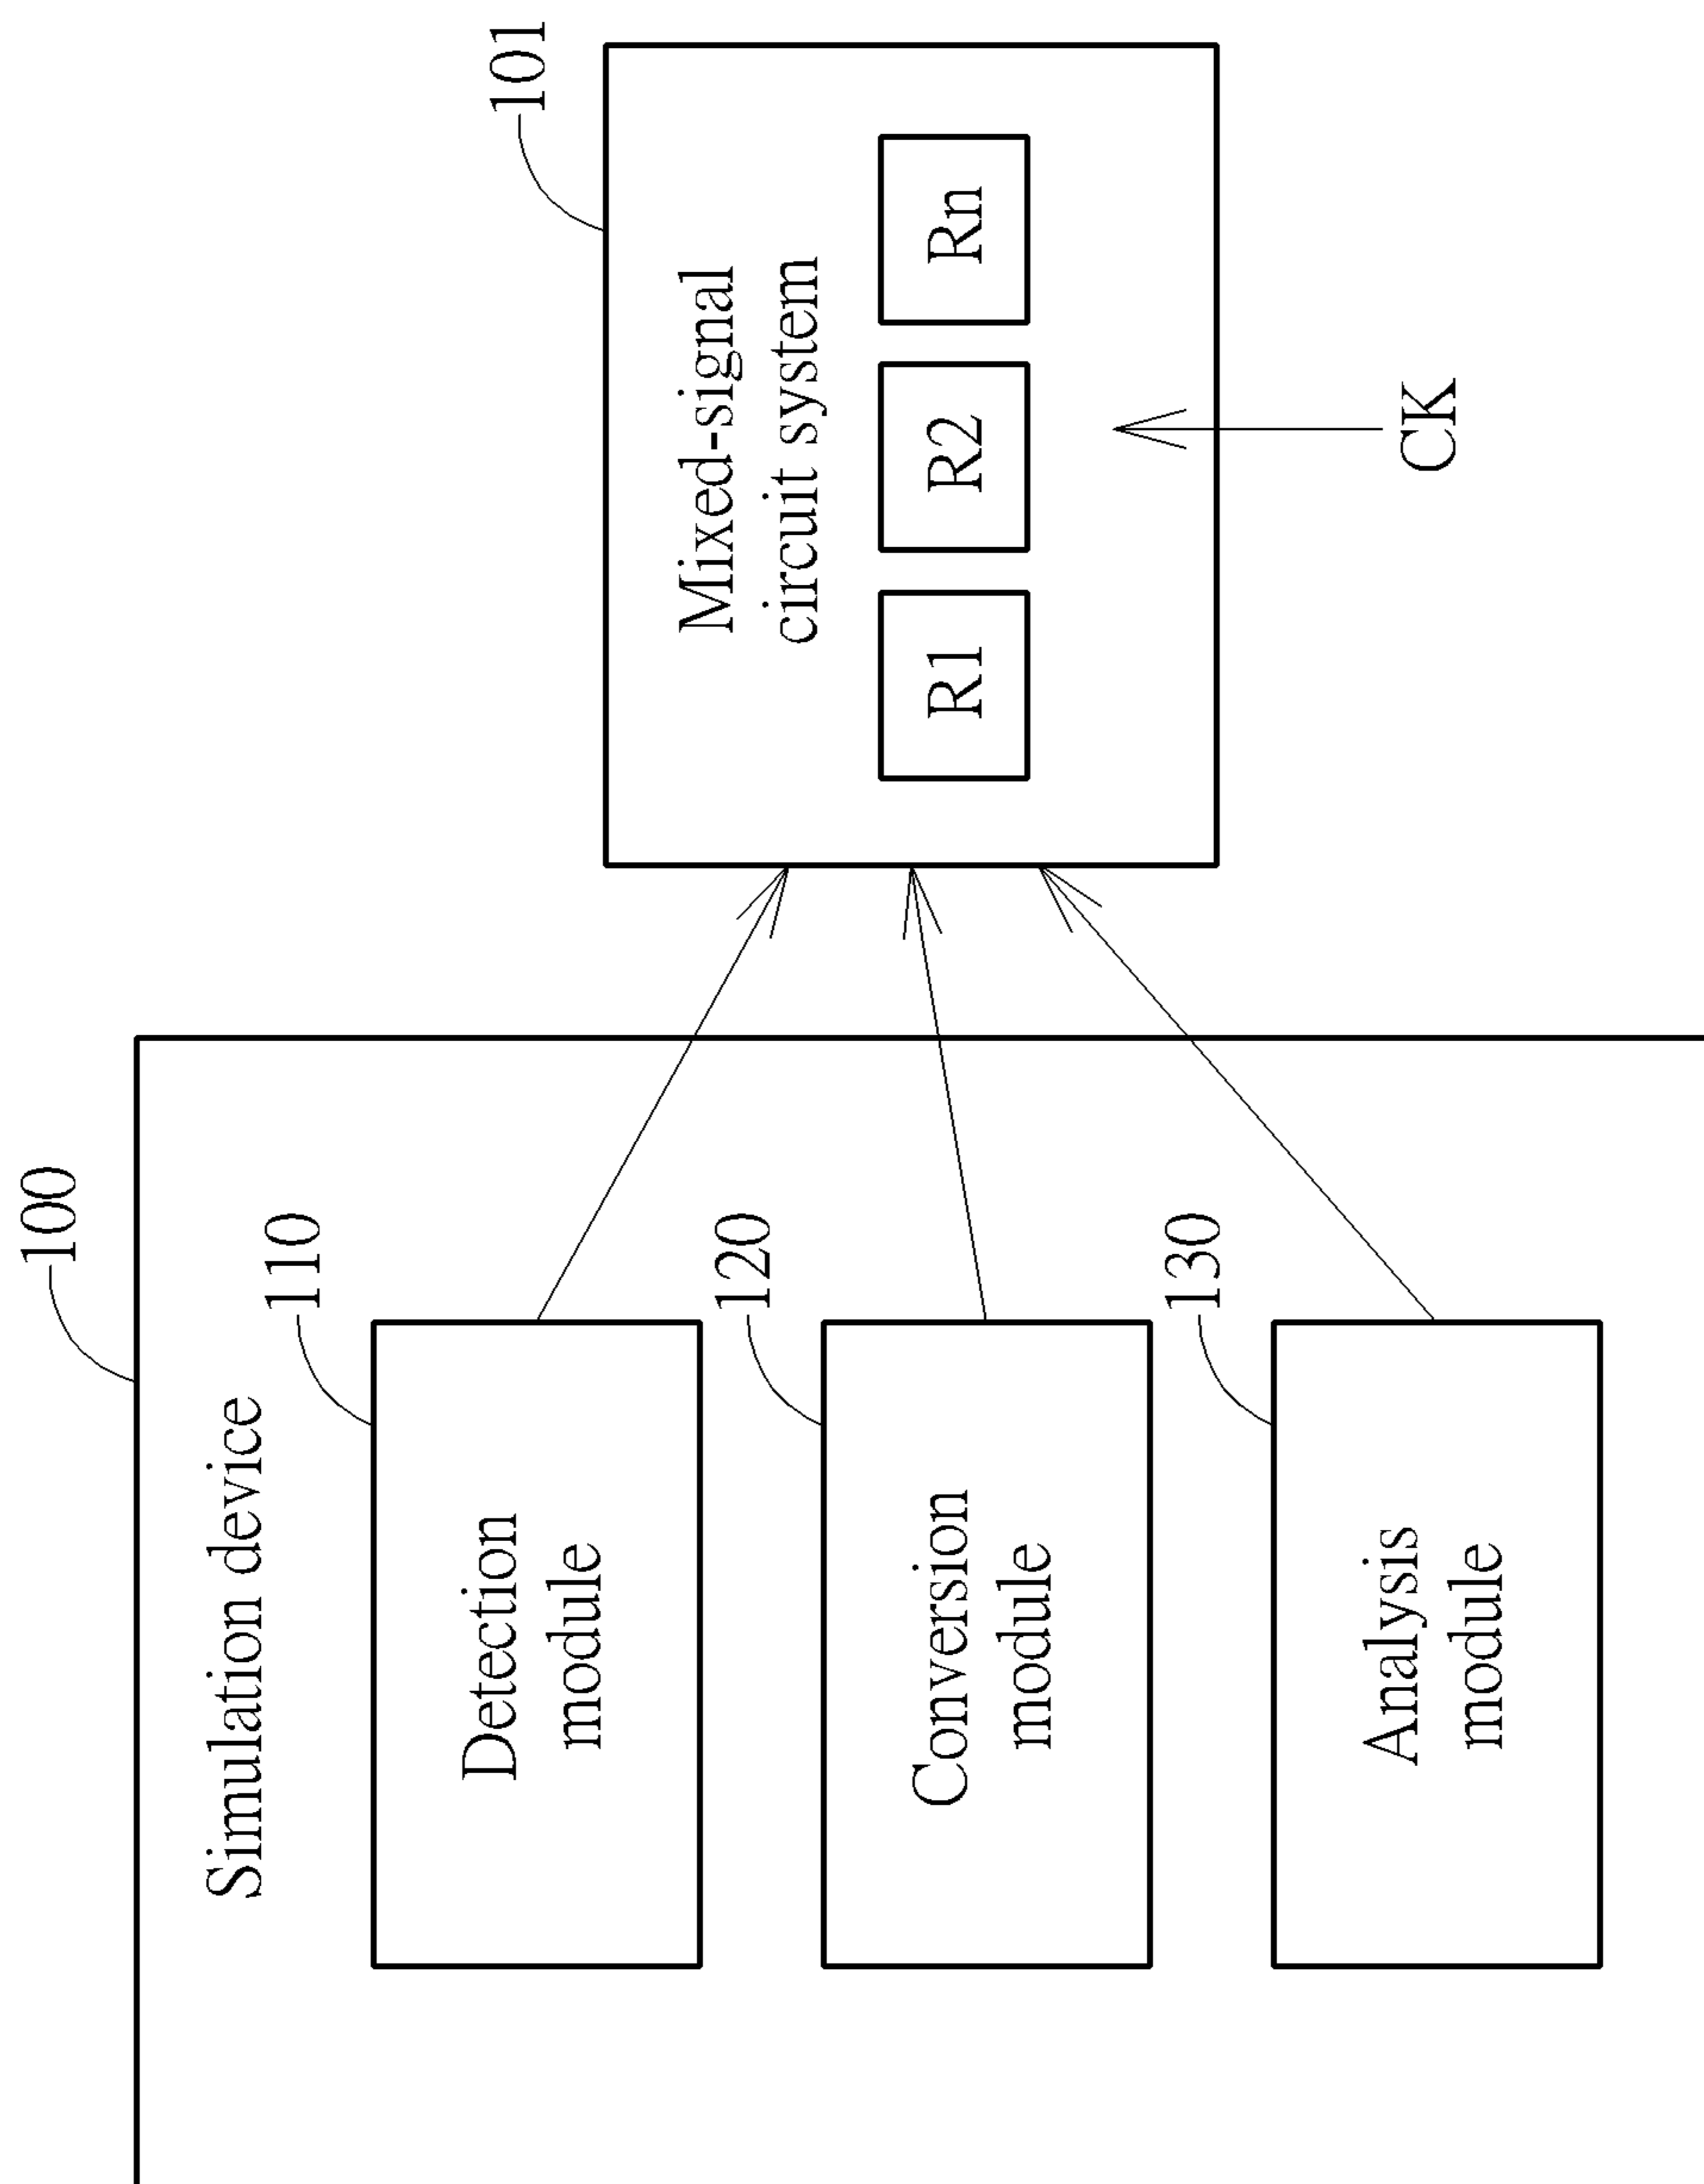 100
Simulation device
110
Detection
module
120
Conversion
module
130
Analysis
module
101
Mixed-signal
circuit system
R1
R2
Rn
CK